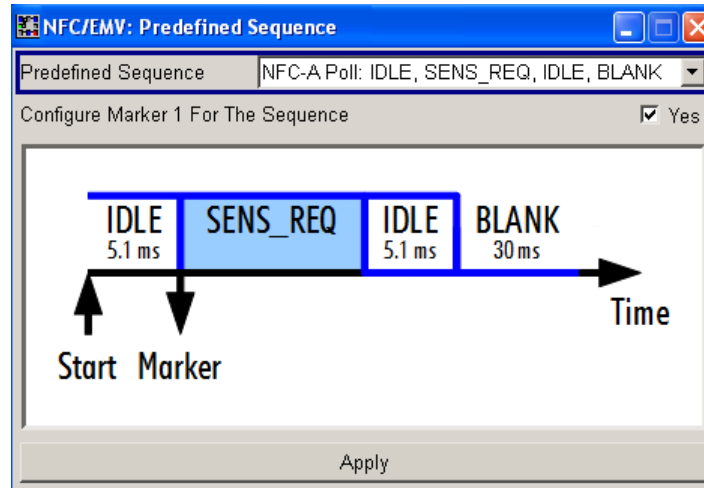 NFC/EMV: Predefined Sequence
Predefined Sequence NFC-A Poll: IDLE, SENS_REQ, IDLE, BLANK
Configure Marker 1 For The Sequence Yes
IDLE SENS_REQ IDLE BLANK
5.1 ms 5.1 ms 30 ms
Time
Start Marker
Apply